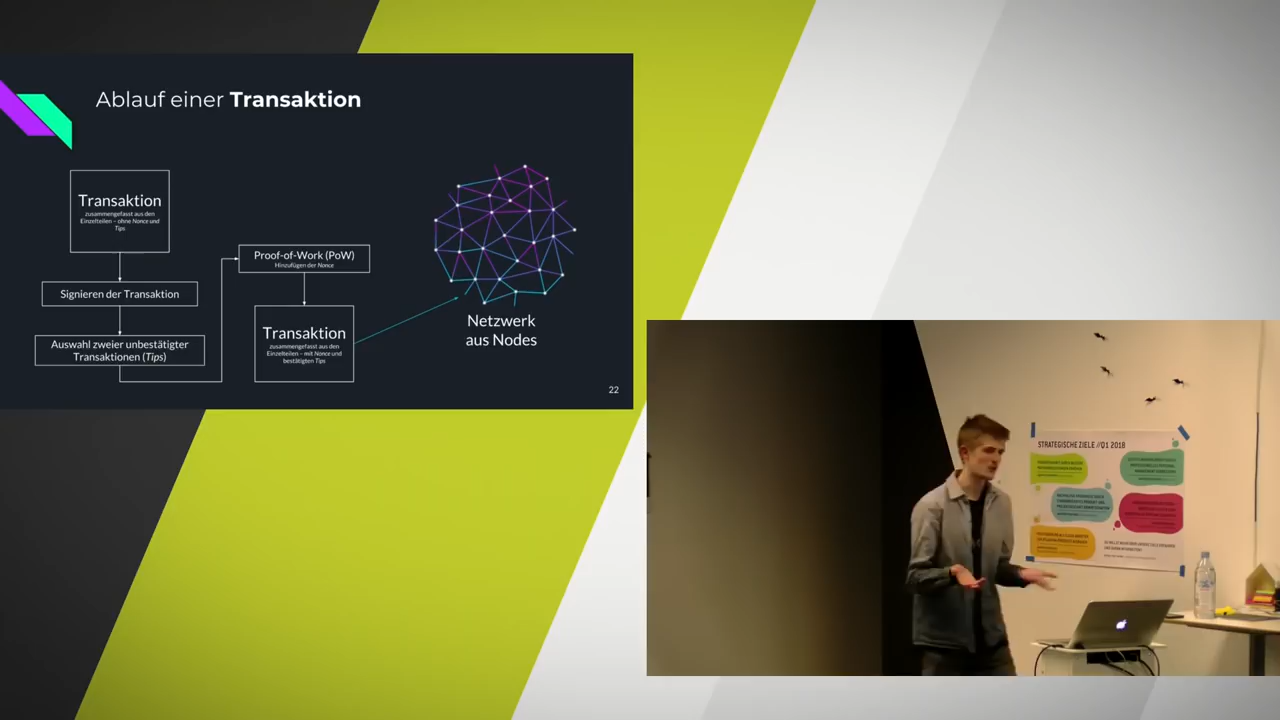 Ablauf einer Transaktion
Transaktion
zusammengefasst aus den
Einzelteilen – ohne Nonce und
Tips
Signieren der Transaktion
Auswahl zweier unbestätigter
Transaktionen (Tips)
Proof-of-Work (PoW)
Hinzufügen der Nonce
Transaktion
zusammengefasst aus den
Einzelteilen – mit Nonce und
bestätigten Tips
Netzwerk
aus Nodes
22
STRATEGISCHE ZIELE //Q1 2018